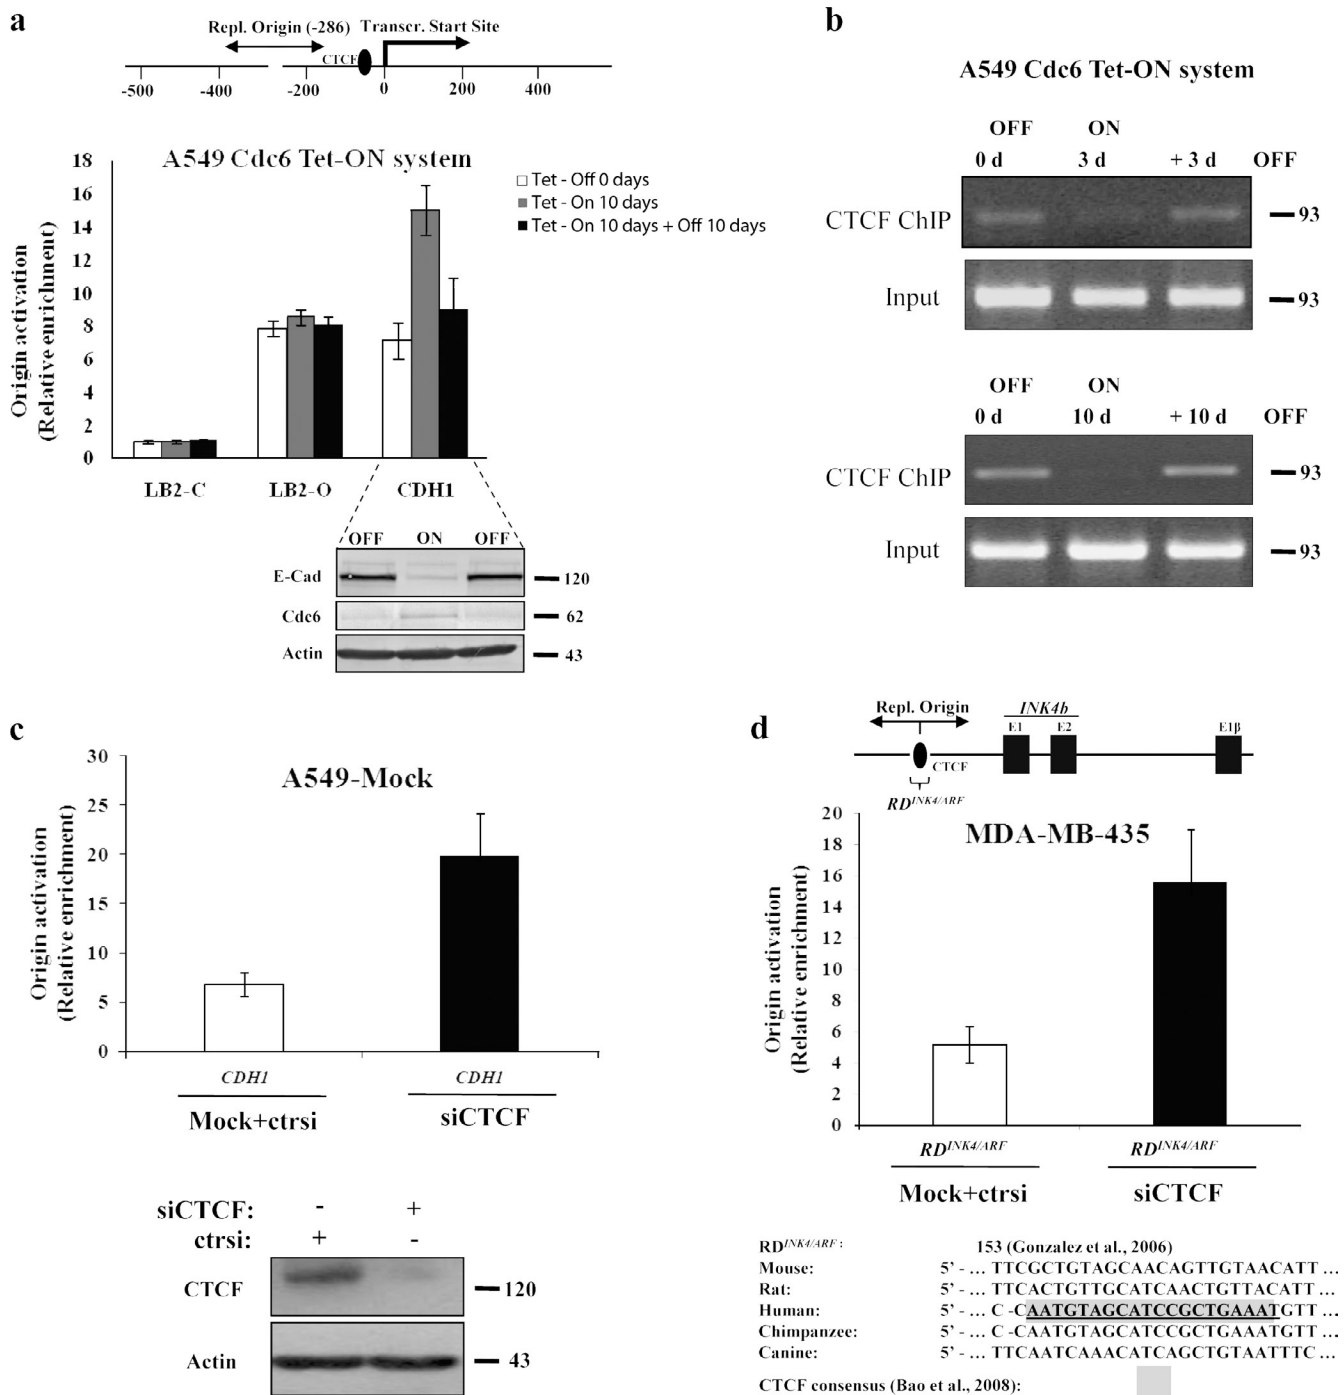 a
Repl. Origin (-286)
Transcr. Start Site
CTCF
-500 -400 -200 0 200 400
A549 Cdc6 Tet-ON system
18
16
14
12
10
8
6
4
2
0
Origin activation
(Relative enrichment)
Tet - Off 0 days
Tet - On 10 days
Tet - On 10 days + Off 10 days
LB2-C LB2-O CDH1
OFF ON OFF
E-Cad 120
Cdc6 62
Actin 43
b
A549 Cdc6 Tet-ON system
OFF ON
0 d 3 d + 3 d OFF
CTCF ChIP 93
Input 93
OFF ON
0 d 10 d + 10 d OFF
CTCF ChIP 93
Input 93
c
A549-Mock
30
25
20
15
10
5
0
Origin activation
(Relative enrichment)
CDH1 CDH1
Mock+ctrsi siCTCF
siCTCF: - +
ctrsi: + -
CTCF 120
Actin 43
d
Repl. Origin
INK4b
E1 E2 E1β
CTCF
RD^INK4/ARF
MDA-MB-435
20
18
16
14
12
10
8
6
4
2
0
Origin activation
(Relative enrichment)
RD^INK4/ARF RD^INK4/ARF
Mock+ctrsi siCTCF
RD^INK4/ARF : 153 (Gonzalez et al., 2006)
Mouse: 5' - ... TTCGCTGTAGCAACAGTTGTAACATT ...
Rat: 5' - ... TTCACTGTTGCATCAACTGTTACATT ...
Human: 5' - ... C -CAATGTAGCATCCGCTGAAATGTT ...
Chimpanzee: 5' - ... C -CAATGTAGCATCCGCTGAAATGTT ...
Canine: 5' - ... TTCAATCAAACATCAGCTGTAATTTC ...
CTCF consensus (Bao et al., 2008):